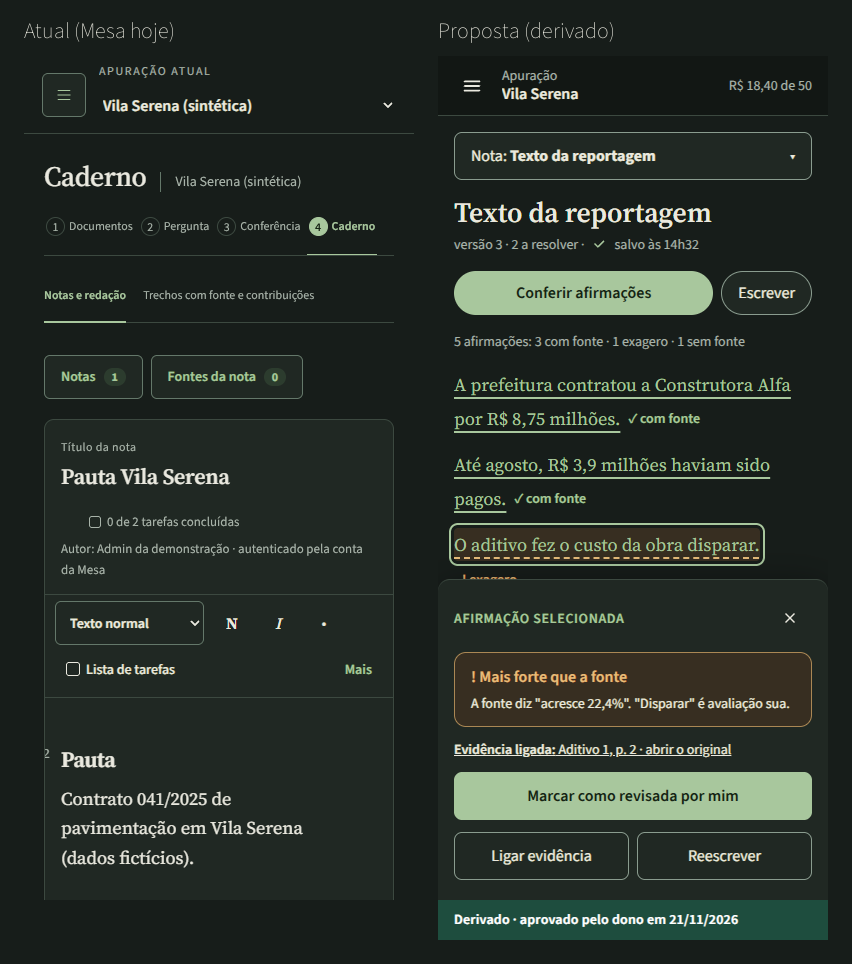 Atual (Mesa hoje)
APURAÇÃO ATUAL
Vila Serena (sintética)
Caderno
Vila Serena (sintética)
1 Documentos 2 Pergunta 3 Conferência 4 Caderno
Notas e redação Trechos com fonte e contribuições
Notas 1 Fontes da nota 0
Título da nota
Pauta Vila Serena
0 de 2 tarefas concluídas
Autor: Admin da demonstração · autenticado pela conta
da Mesa
Texto normal N I •
Lista de tarefas Mais
2
Pauta
Contrato 041/2025 de
pavimentação em Vila Serena
(dados fictícios).
Proposta (derivado)
Apuração
Vila Serena
R$ 18,40 de 50
Nota: Texto da reportagem
Texto da reportagem
versão 3 · 2 a resolver · ✓ salvo às 14h32
Conferir afirmações Escrever
5 afirmações: 3 com fonte · 1 exagero · 1 sem fonte
A prefeitura contratou a Construtora Alfa
por R$ 8,75 milhões. ✓ com fonte
Até agosto, R$ 3,9 milhões haviam sido
pagos. ✓ com fonte
O aditivo fez o custo da obra disparar.
! exagero
AFIRMAÇÃO SELECIONADA
! Mais forte que a fonte
A fonte diz "acresce 22,4%". "Disparar" é avaliação sua.
Evidência ligada: Aditivo 1, p. 2 · abrir o original
Marcar como revisada por mim
Ligar evidência Reescrever
Derivado · aprovado pelo dono em 21/11/2026